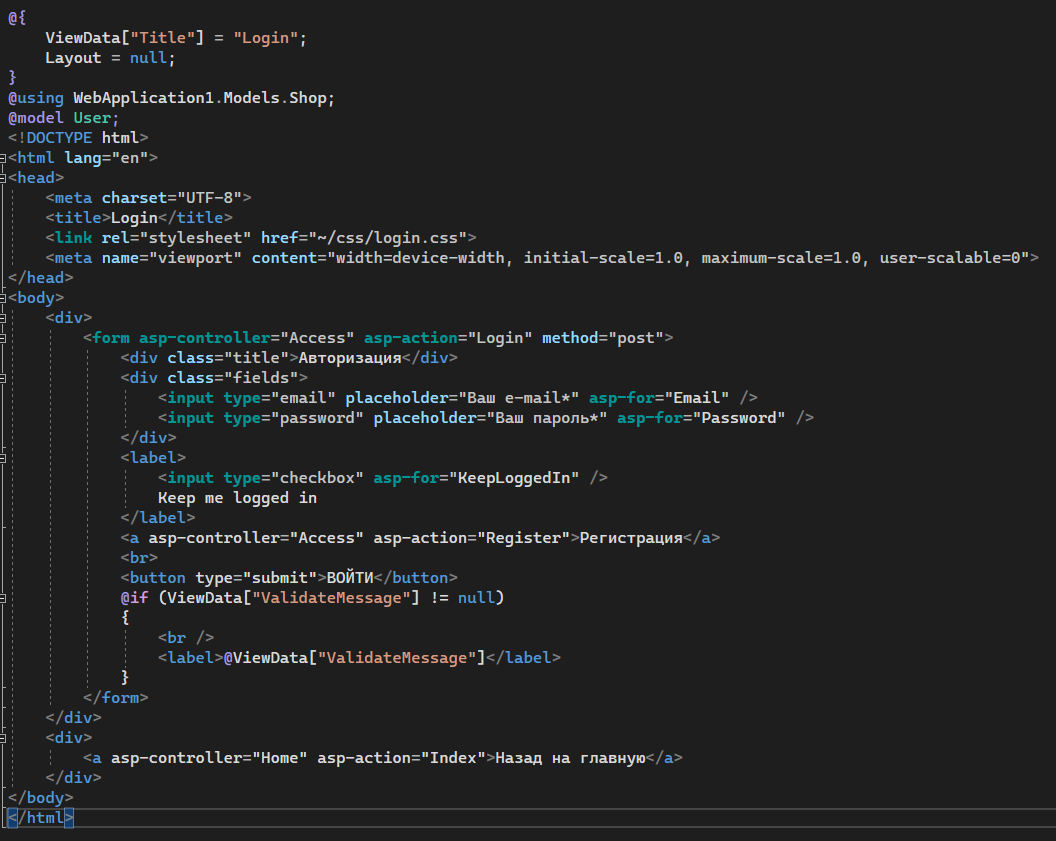 @{
    ViewData["Title"] = "Login";
    Layout = null;
}
@using WebApplication1.Models.Shop;
@model User;
<!DOCTYPE html>
<html lang="en">
<head>
    <meta charset="UTF-8">
    <title>Login</title>
    <link rel="stylesheet" href="~/css/login.css">
    <meta name="viewport" content="width=device-width, initial-scale=1.0, maximum-scale=1.0, user-scalable=0">
</head>
<body>
    <div>
        <form asp-controller="Access" asp-action="Login" method="post">
            <div class="title">Авторизация</div>
            <div class="fields">
                <input type="email" placeholder="Ваш e-mail*" asp-for="Email" />
                <input type="password" placeholder="Ваш пароль*" asp-for="Password" />
            </div>
            <label>
                <input type="checkbox" asp-for="KeepLoggedIn" />
                Keep me logged in
            </label>
            <a asp-controller="Access" asp-action="Register">Регистрация</a>
            <br>
            <button type="submit">ВОЙТИ</button>
            @if (ViewData["ValidateMessage"] != null)
            {
                <br />
                <label>@ViewData["ValidateMessage"]</label>
            }
        </form>
    </div>
    <div>
        <a asp-controller="Home" asp-action="Index">Назад на главную</a>
    </div>
</body>
</html>